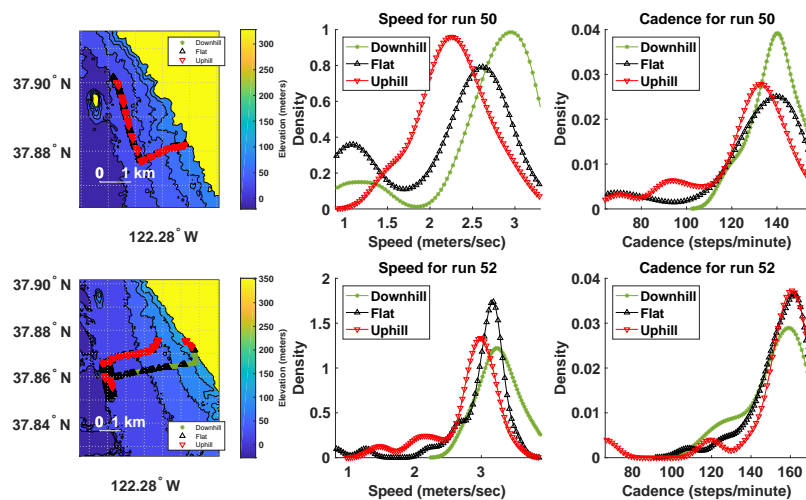 Speed for run 50
Cadence for run 50
37.90° N
37.88° N
0 1 km
122.28° W
Downhill
Flat
Uphill
300
250
200
150
100
50
0
Elevation (meters)
1
0.8
0.6
0.4
0.2
0
Density
Downhill
Flat
Uphill
1
1.5
2
2.5
3
Speed (meters/sec)
0.04
0.03
0.02
0.01
0
Density
Downhill
Flat
Uphill
80
100
120
140
Cadence (steps/minute)
Speed for run 52
Cadence for run 52
37.90° N
37.88° N
37.86° N
37.84° N
0 1 km
122.28° W
Downhill
Flat
Uphill
350
300
250
200
150
100
50
0
Elevation (meters)
2
1.5
1
0.5
0
Density
Downhill
Flat
Uphill
1
2
3
Speed (meters/sec)
0.04
0.03
0.02
0.01
0
Density
Downhill
Flat
Uphill
80
100
120
140
160
Cadence (steps/minute)